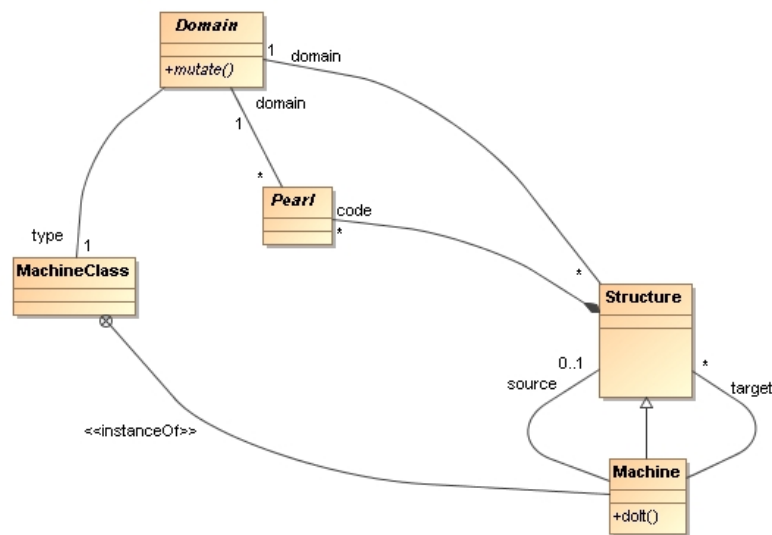 Domain
+mutate()
1
domain
domain
1
*
Pearl
code
*
type
1
MachineClass
*
Structure
0..1
*
source
target
<<instanceOf>>
Machine
+doIt()